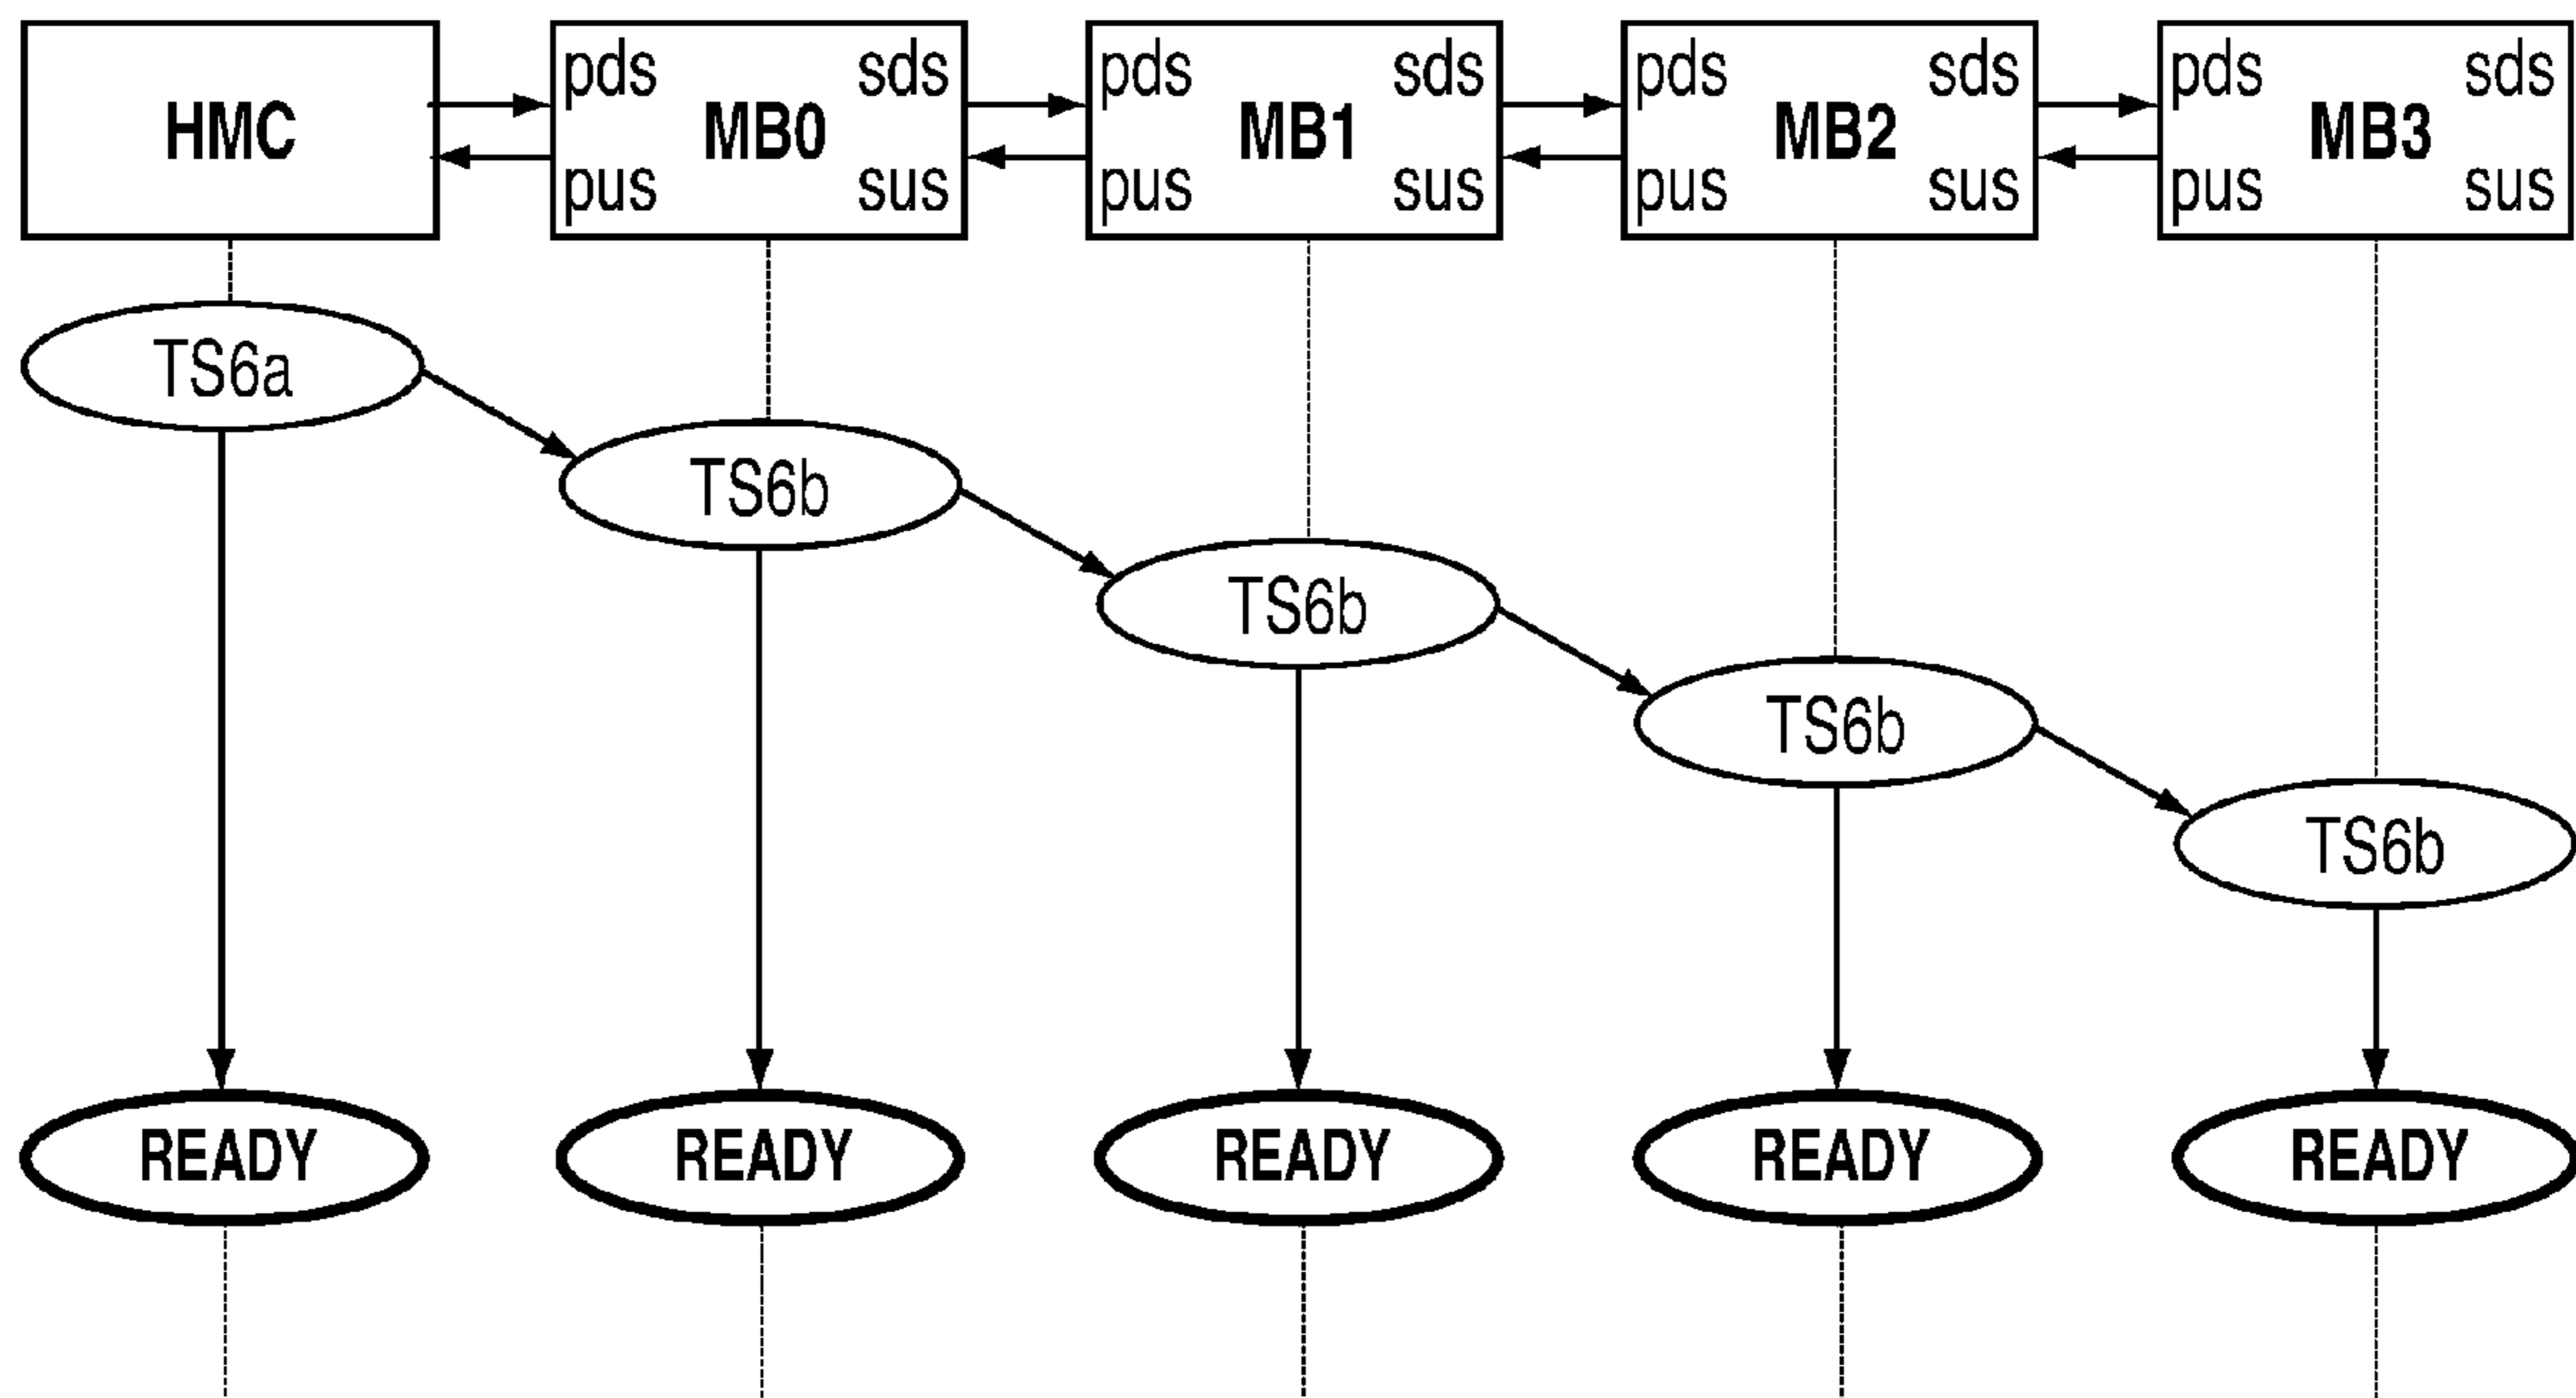 HMC
pds sds
MB0
pus sus
pds sds
MB1
pus sus
pds sds
MB2
pus sus
pds sds
MB3
pus sus
TS6a
TS6b
TS6b
TS6b
TS6b
READY
READY
READY
READY
READY